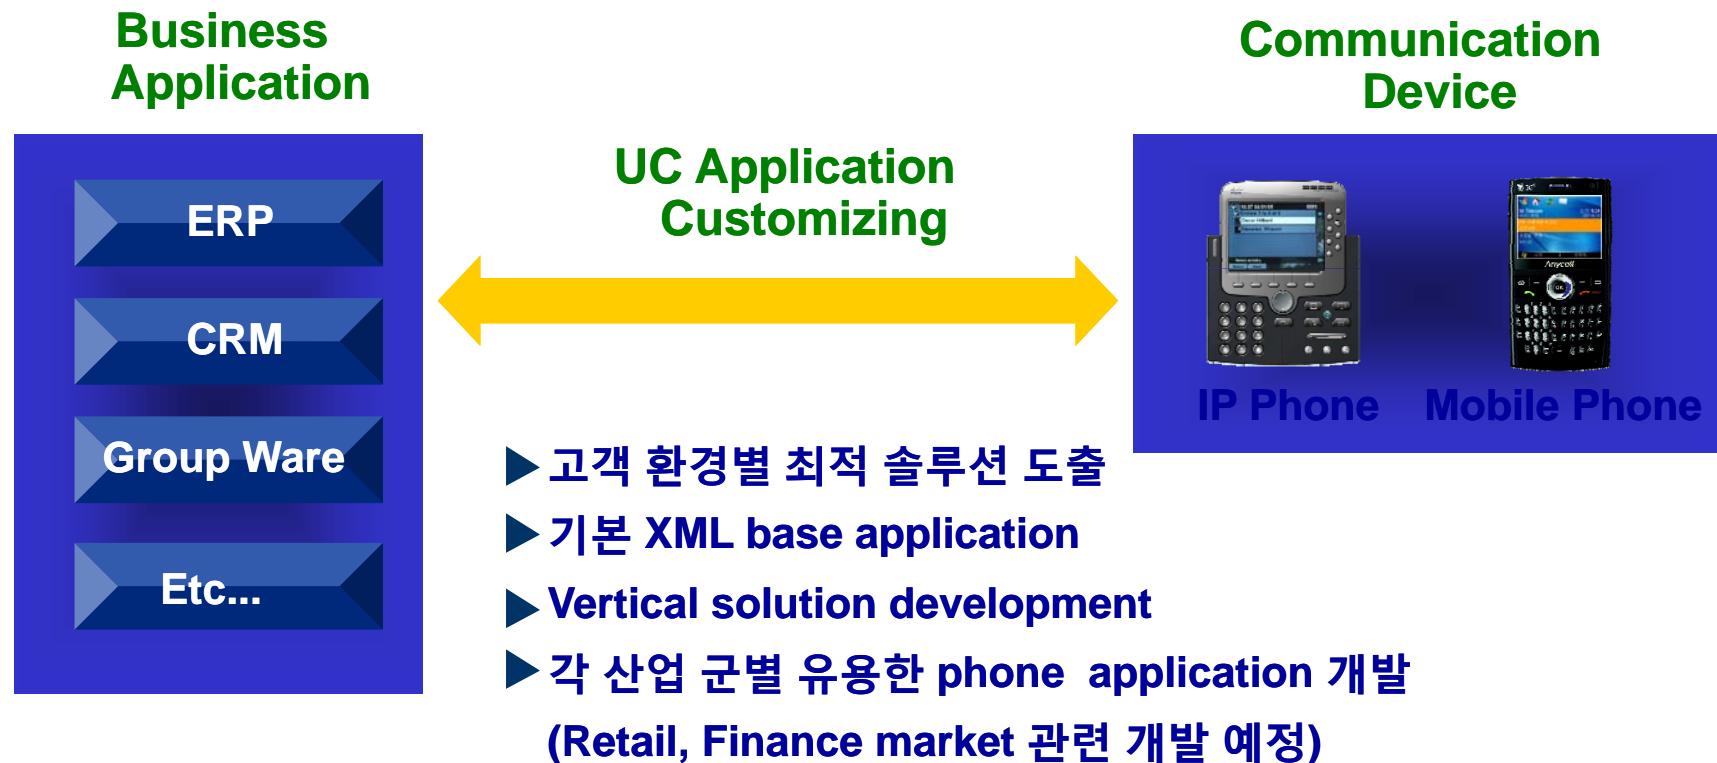 Business
Application
ERP
CRM
Group Ware
Etc...
UC Application
Customizing
Communication
Device
Anycall
OK
IP Phone
Mobile Phone
고객 환경별 최적 솔루션 도출
기본 XML base application
Vertical solution development
각 산업 군별 유용한 phone application 개발
(Retail, Finance market 관련 개발 예정)